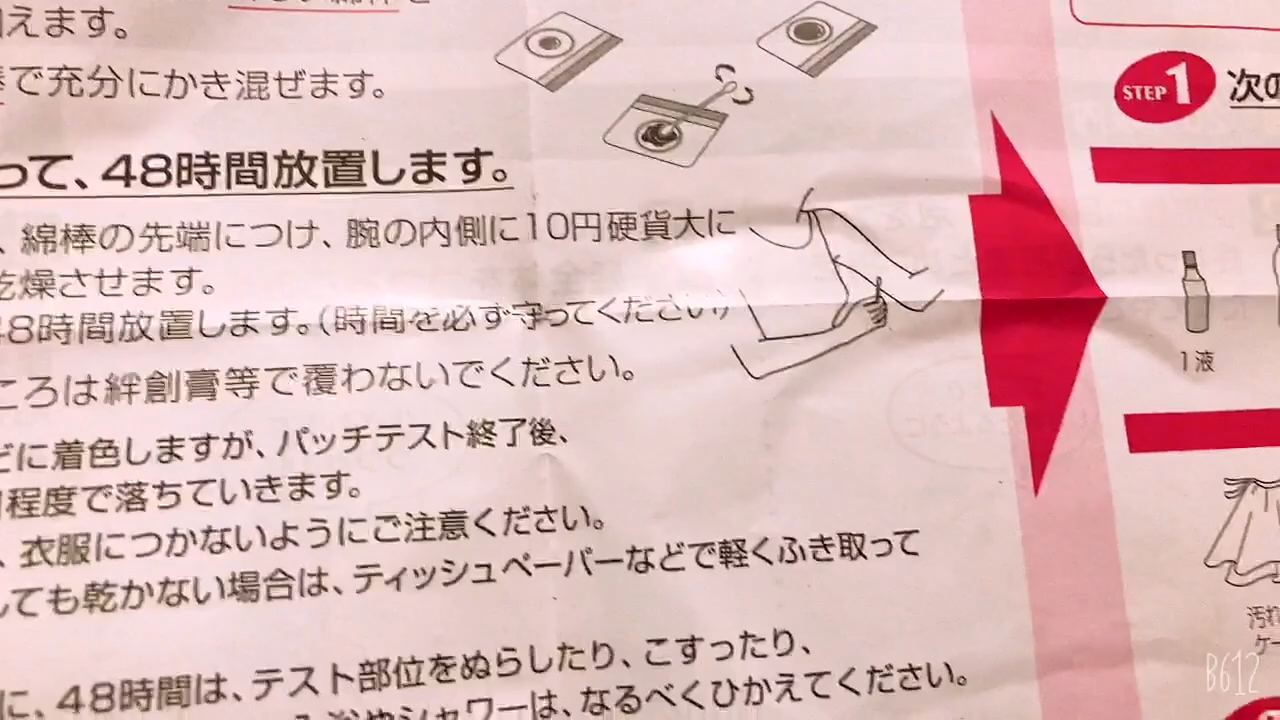 えます。
で充分にかき混ぜます。
って、48時間放置します。
、綿棒の先端につけ、腕の内側に10円硬貨大に
乾燥させます。
48時間放置します。(時間を必ず守ってください)
ころは絆創膏等で覆わないでください。
どに着色しますが、パッチテスト終了後、
程度で落ちていきます。
、衣服につかないようにご注意ください。
しても乾かない場合は、ティッシュペーパーなどで軽くふき取って
に、48時間は、テスト部位をぬらしたり、こすったり、
シャワーは、なるべくひかえてください。
STEP1 次の
1液
汚れ
ケー
B612